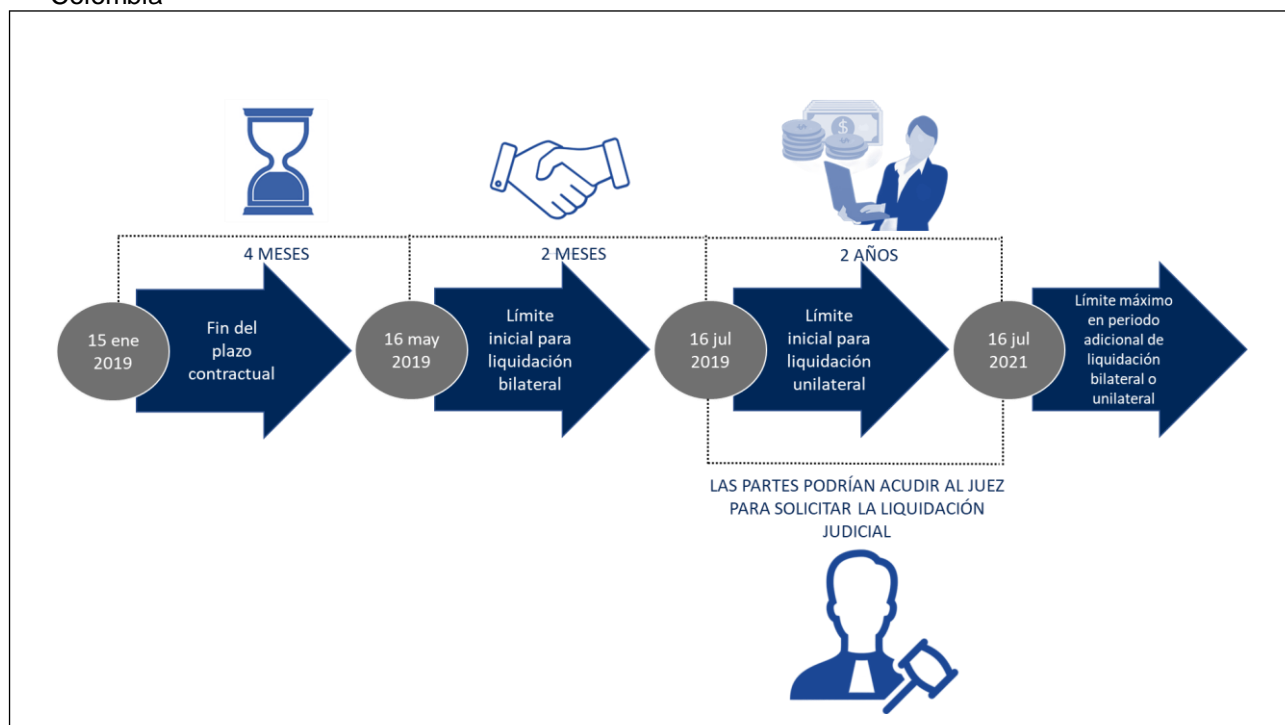 Colombia
4 MESES
2 MESES
2 AÑOS
15 ene
2019
Fin del
plazo
contractual
16 may
2019
Límite
inicial para
liquidación
bilateral
16 jul
2019
Límite
inicial para
liquidación
unilateral
16 jul
2021
Límite máximo
en periodo
adicional de
liquidación
bilateral o
unilateral
LAS PARTES PODRÍAN ACUDIR AL JUEZ
PARA SOLICITAR LA LIQUIDACIÓN
JUDICIAL